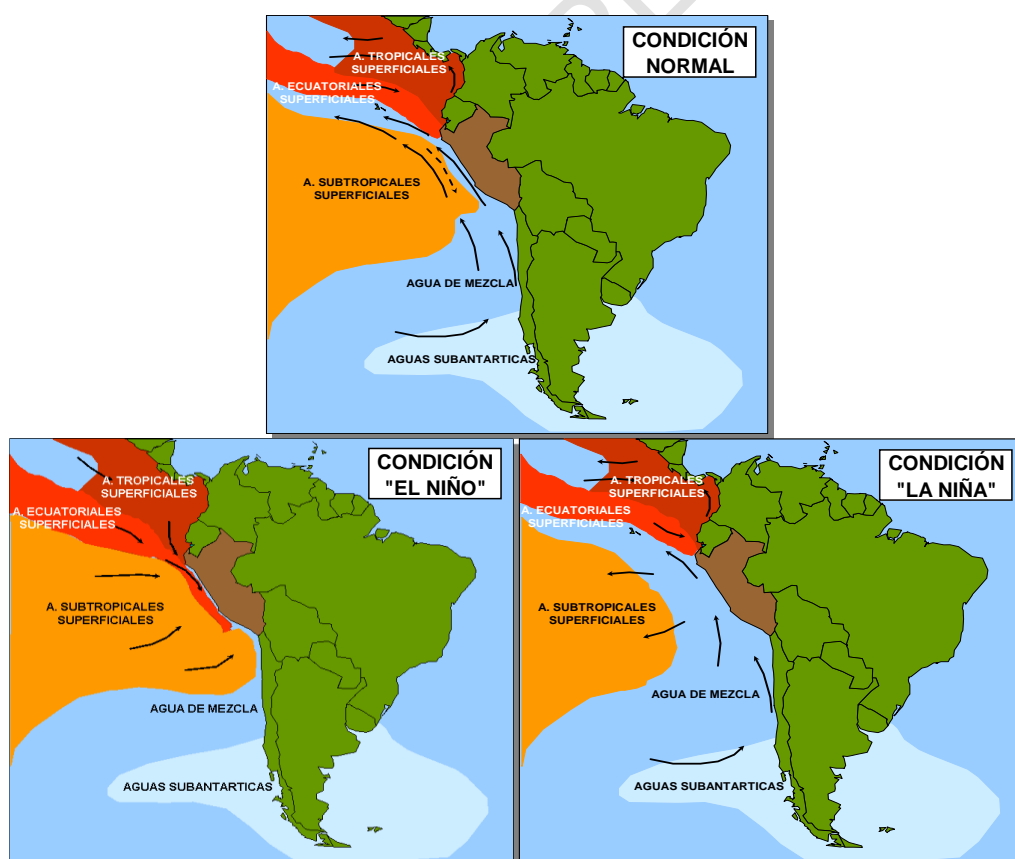 CONDICIÓN
NORMAL
A. TROPICALES
SUPERFICIALES
A. ECUATORIALES
SUPERFICIALES
A. SUBTROPICALES
SUPERFICIALES
AGUA DE MEZCLA
AGUAS SUBANTARTICAS
CONDICIÓN
"EL NIÑO"
A. TROPICALES
SUPERFICIALES
A. ECUATORIALES
SUPERFICIALES
A. SUBTROPICALES
SUPERFICIALES
AGUA DE MEZCLA
AGUAS SUBANTARTICAS
CONDICIÓN
"LA NIÑA"
A. TROPICALES
SUPERFICIALES
A. ECUATORIALES
SUPERFICIALES
A. SUBTROPICALES
SUPERFICIALES
AGUA DE MEZCLA
AGUAS SUBANTARTICAS